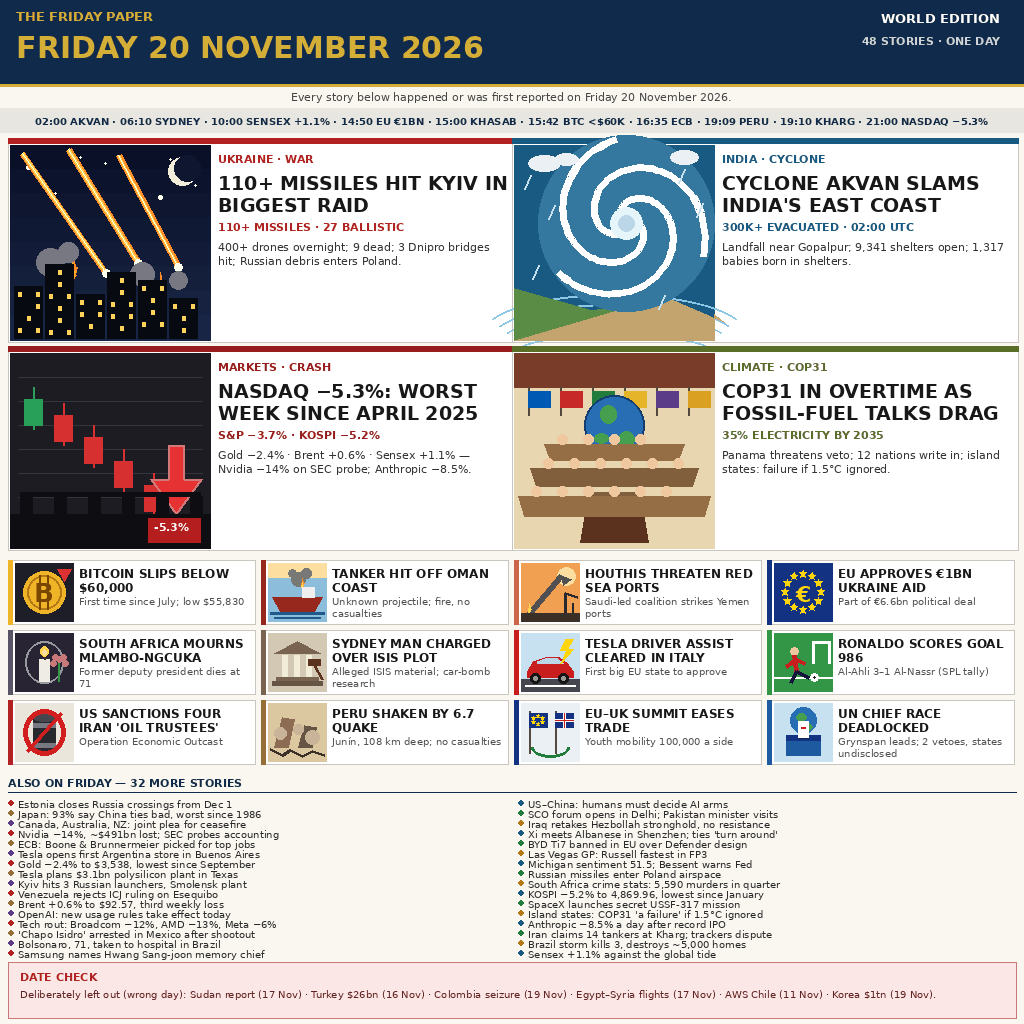 THE FRIDAY PAPER
FRIDAY 20 NOVEMBER 2026
WORLD EDITION
48 STORIES · ONE DAY
Every story below happened or was first reported on Friday 20 November 2026.
02:00 AKVAN · 06:10 SYDNEY · 10:00 SENSEX +1.1% · 14:50 EU €1BN · 15:00 KHASAB · 15:42 BTC <$60K · 16:35 ECB · 19:09 PERU · 19:10 KHARG · 21:00 NASDAQ −5.3%
UKRAINE · WAR
110+ MISSILES HIT KYIV IN
BIGGEST RAID
110+ MISSILES · 27 BALLISTIC
400+ drones overnight; 9 dead; 3 Dnipro bridges
hit; Russian debris enters Poland.
INDIA · CYCLONE
CYCLONE AKVAN SLAMS
INDIA'S EAST COAST
300K+ EVACUATED · 02:00 UTC
Landfall near Gopalpur; 9,341 shelters open; 1,317
babies born in shelters.
MARKETS · CRASH
NASDAQ −5.3%: WORST
WEEK SINCE APRIL 2025
S&P −3.7% · KOSPI −5.2%
Gold −2.4% · Brent +0.6% · Sensex +1.1% —
Nvidia −14% on SEC probe; Anthropic −8.5%.
-5.3%
CLIMATE · COP31
COP31 IN OVERTIME AS
FOSSIL-FUEL TALKS DRAG
35% ELECTRICITY BY 2035
Panama threatens veto; 12 nations write in; island
states: failure if 1.5°C ignored.
B
BITCOIN SLIPS BELOW
$60,000
First time since July; low $55,830
TANKER HIT OFF OMAN
COAST
Unknown projectile; fire, no
casualties
HOUTHIS THREATEN RED
SEA PORTS
Saudi-led coalition strikes Yemen
ports
€
EU APPROVES €1BN
UKRAINE AID
Part of €6.6bn political deal
SOUTH AFRICA MOURNS
MLAMBO-NGCUKA
Former deputy president dies at
71
SYDNEY MAN CHARGED
OVER ISIS PLOT
Alleged ISIS material; car-bomb
research
TESLA DRIVER ASSIST
CLEARED IN ITALY
First big EU state to approve
RONALDO SCORES GOAL
986
Al-Ahli 3–1 Al-Nassr (SPL tally)
US SANCTIONS FOUR
IRAN 'OIL TRUSTEES'
Operation Economic Outcast
PERU SHAKEN BY 6.7
QUAKE
Junín, 108 km deep; no casualties
EU–UK SUMMIT EASES
TRADE
Youth mobility 100,000 a side
UN CHIEF RACE
DEADLOCKED
Grynspan leads; 2 vetoes, states
undisclosed
ALSO ON FRIDAY — 32 MORE STORIES
Estonia closes Russia crossings from Dec 1
Japan: 93% say China ties bad, worst since 1986
Canada, Australia, NZ: joint plea for ceasefire
Nvidia −14%, ~$491bn lost; SEC probes accounting
ECB: Boone & Brunnermeier picked for top jobs
Tesla opens first Argentina store in Buenos Aires
Gold −2.4% to $3,538, lowest since September
Tesla plans $3.1bn polysilicon plant in Texas
Kyiv hits 3 Russian launchers, Smolensk plant
Venezuela rejects ICJ ruling on Esequibo
Brent +0.6% to $92.57, third weekly loss
OpenAI: new usage rules take effect today
Tech rout: Broadcom −12%, AMD −13%, Meta −6%
'Chapo Isidro' arrested in Mexico after shootout
Bolsonaro, 71, taken to hospital in Brazil
Samsung names Hwang Sang-joon memory chief
US–China: humans must decide AI arms
SCO forum opens in Delhi; Pakistan minister visits
Iraq retakes Hezbollah stronghold, no resistance
Xi meets Albanese in Shenzhen; ties 'turn around'
BYD Ti7 banned in EU over Defender design
Las Vegas GP: Russell fastest in FP3
Michigan sentiment 51.5; Bessent warns Fed
Russian missiles enter Poland airspace
South Africa crime stats: 5,590 murders in quarter
KOSPI −5.2% to 4,869.96, lowest since January
SpaceX launches secret USSF-317 mission
Island states: COP31 'a failure' if 1.5°C ignored
Anthropic −8.5% a day after record IPO
Iran claims 14 tankers at Kharg; trackers dispute
Brazil storm kills 3, destroys ~5,000 homes
Sensex +1.1% against the global tide
DATE CHECK
Deliberately left out (wrong day): Sudan report (17 Nov) · Turkey $26bn (16 Nov) · Colombia seizure (19 Nov) · Egypt–Syria flights (17 Nov) · AWS Chile (11 Nov) · Korea $1tn (19 Nov).